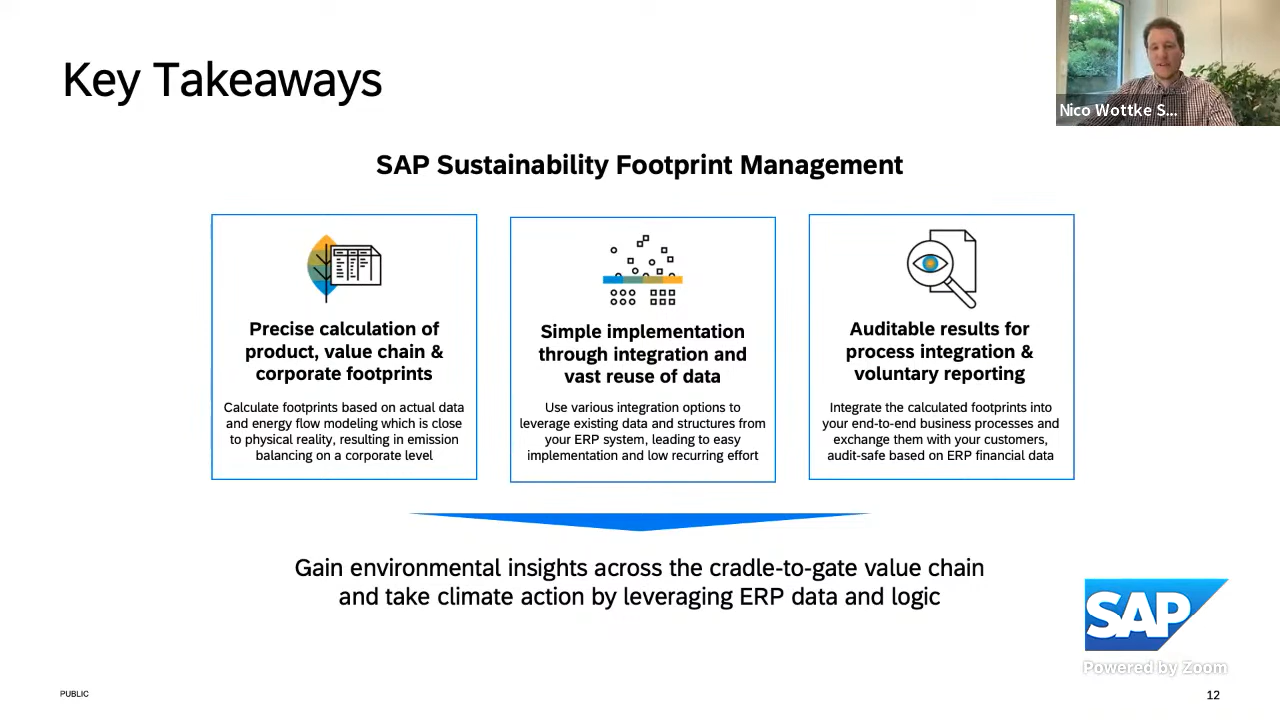 Key Takeaways
Nico Wottke S...
SAP Sustainability Footprint Management
Precise calculation of
product, value chain &
corporate footprints
Calculate footprints based on actual data
and energy flow modeling which is close
to physical reality, resulting in emission
balancing on a corporate level
Simple implementation
through integration and
vast reuse of data
Use various integration options to
leverage existing data and structures from
your ERP system, leading to easy
implementation and low recurring effort
Auditable results for
process integration &
voluntary reporting
Integrate the calculated footprints into
your end-to-end business processes and
exchange them with your customers,
audit-safe based on ERP financial data
Gain environmental insights across the cradle-to-gate value chain
and take climate action by leveraging ERP data and logic
SAP
Powered by Zoom
PUBLIC
12